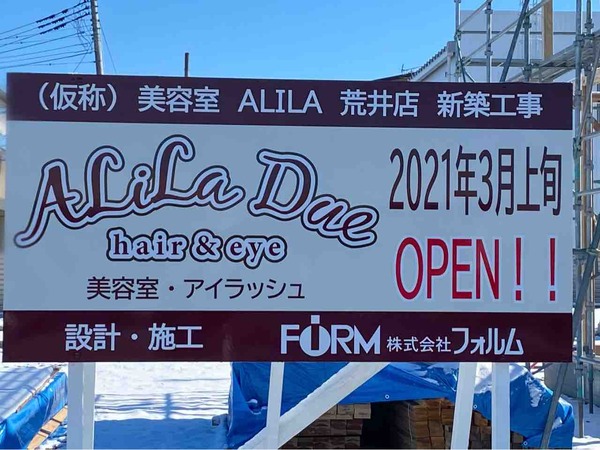 （仮称） 美容室 ALILA 荒井店 新築工事
ALiLa Due
hair & eye
美容室・アイラッシュ
2021年3月上旬
OPEN！！
設計・施工 FORM 株式会社フォルム